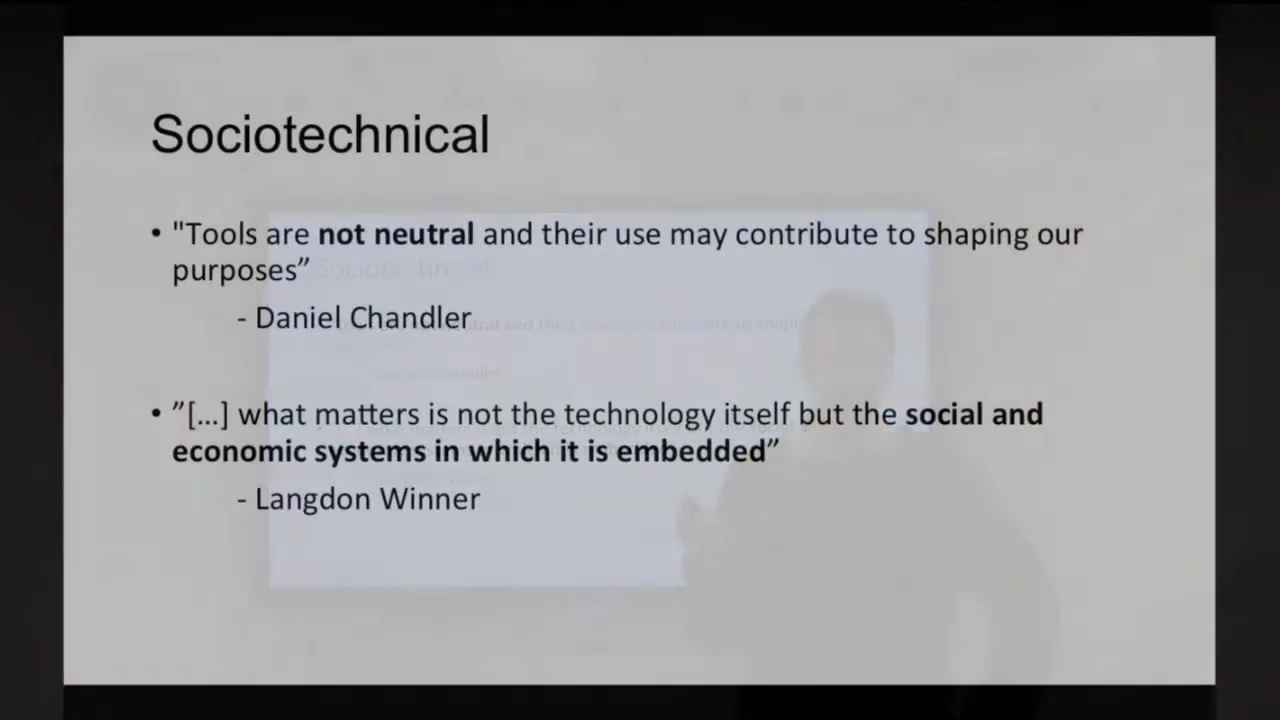 Sociotechnical
• "Tools are not neutral and their use may contribute to shaping our
purposes”
- Daniel Chandler
• ”[...] what matters is not the technology itself but the social and
economic systems in which it is embedded”
- Langdon Winner